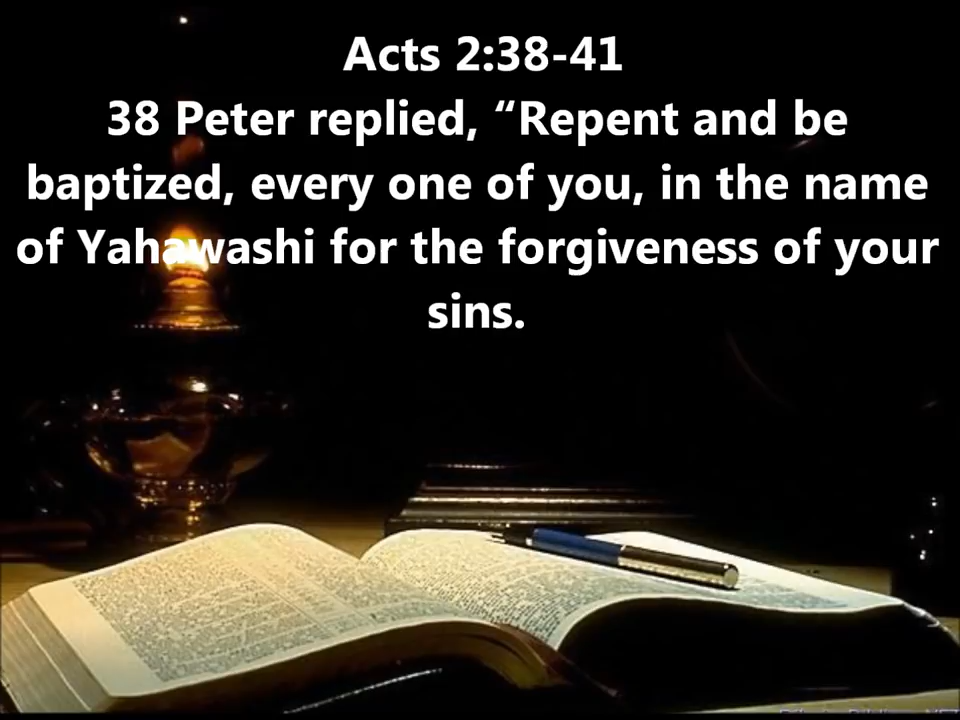 Acts 2:38-41
38 Peter replied, “Repent and be
baptized, every one of you, in the name
of Yahawashi for the forgiveness of your
sins.